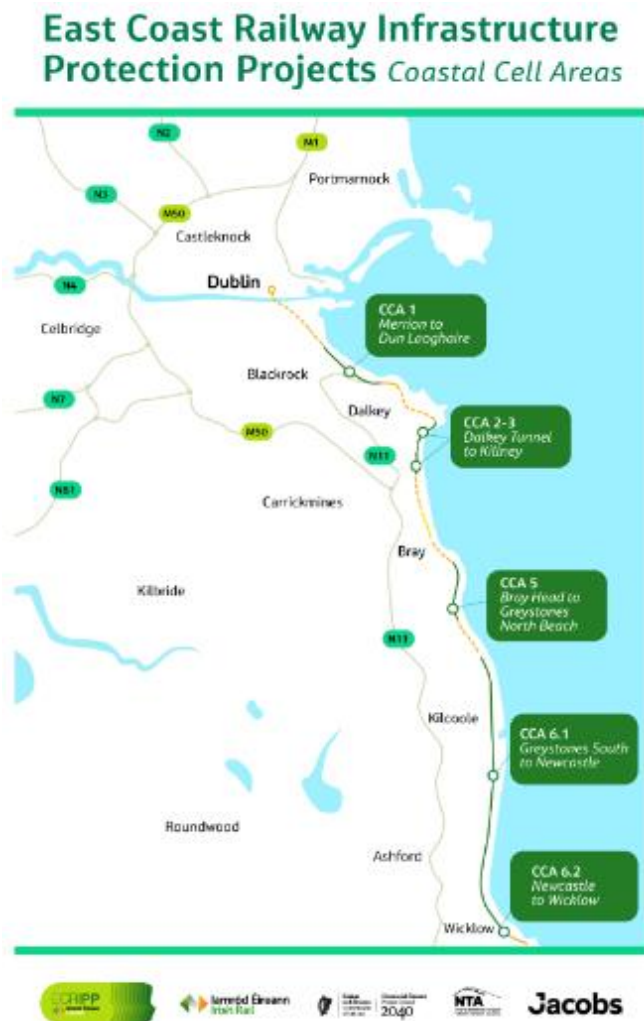 East Coast Railway Infrastructure
Protection Projects Coastal Cell Areas
N2
M1
Portmarnock
N3
M50
Castleknock
Dublin
N4
CCA 1
Merrion to
Dun Laoghaire
Celbridge
Blackrock
N7
Dalkey
CCA 2-3
Dalkey Tunnel
to Killiney
M50
N11
N81
Carrickmines
Bray
CCA 5
Bray Head to
Greystones
North Beach
Kilbride
N11
Kilcoole
CCA 6.1
Greystones South
to Newcastle
Roundwood
Ashford
CCA 6.2
Newcastle
to Wicklow
Wicklow
ECRIPP
Iarnród Éireann
Irish Rail
2040
NTA
Jacobs